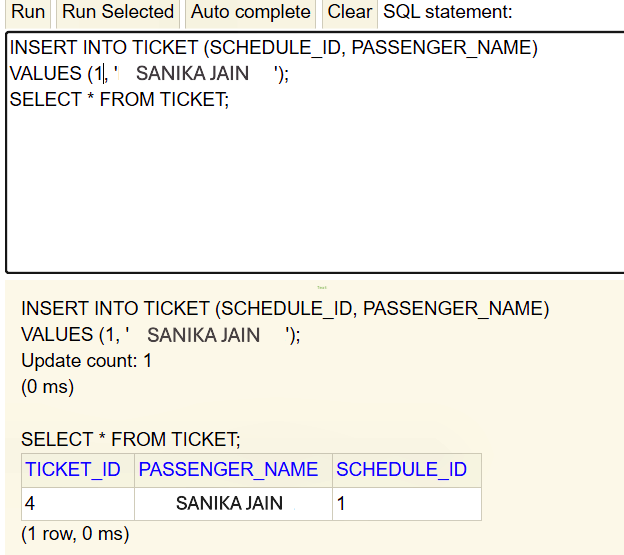 Run Run Selected Auto complete Clear SQL statement:
INSERT INTO TICKET (SCHEDULE_ID, PASSENGER_NAME)
VALUES (1, ' SANIKA JAIN ');
SELECT * FROM TICKET;
INSERT INTO TICKET (SCHEDULE_ID, PASSENGER_NAME)
VALUES (1, ' SANIKA JAIN ');
Update count: 1
(0 ms)
SELECT * FROM TICKET;
TICKET_ID PASSENGER_NAME SCHEDULE_ID
4 SANIKA JAIN 1
(1 row, 0 ms)